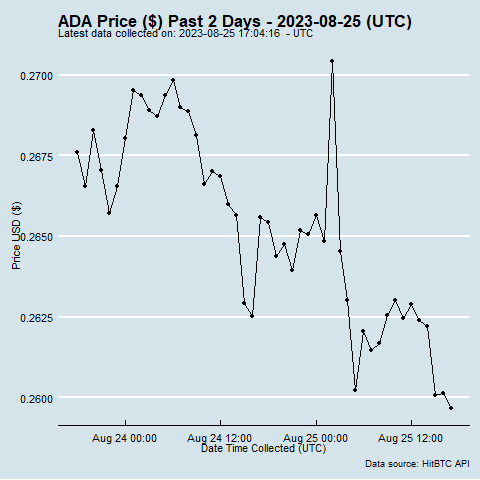 ADA Price ($) Past 2 Days - 2023-08-25 (UTC)
Latest data collected on: 2023-08-25 17:04:16 - UTC
0.2700
0.2675
0.2650
0.2625
0.2600
Price USD ($)
Aug 24 00:00 Aug 24 12:00 Aug 25 00:00 Aug 25 12:00
Date Time Collected (UTC)
Data source: HitBTC API